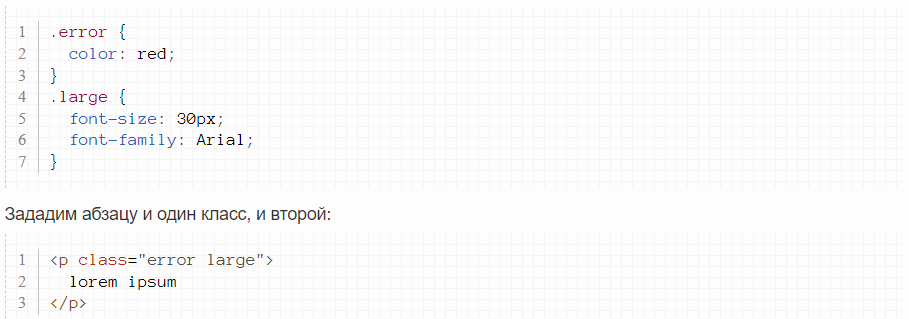 1 .error {
2   color: red;
3 }
4 .large {
5   font-size: 30px;
6   font-family: Arial;
7 }
Зададим абзацу и один класс, и второй:
1 <p class="error large">
2   lorem ipsum
3 </p>